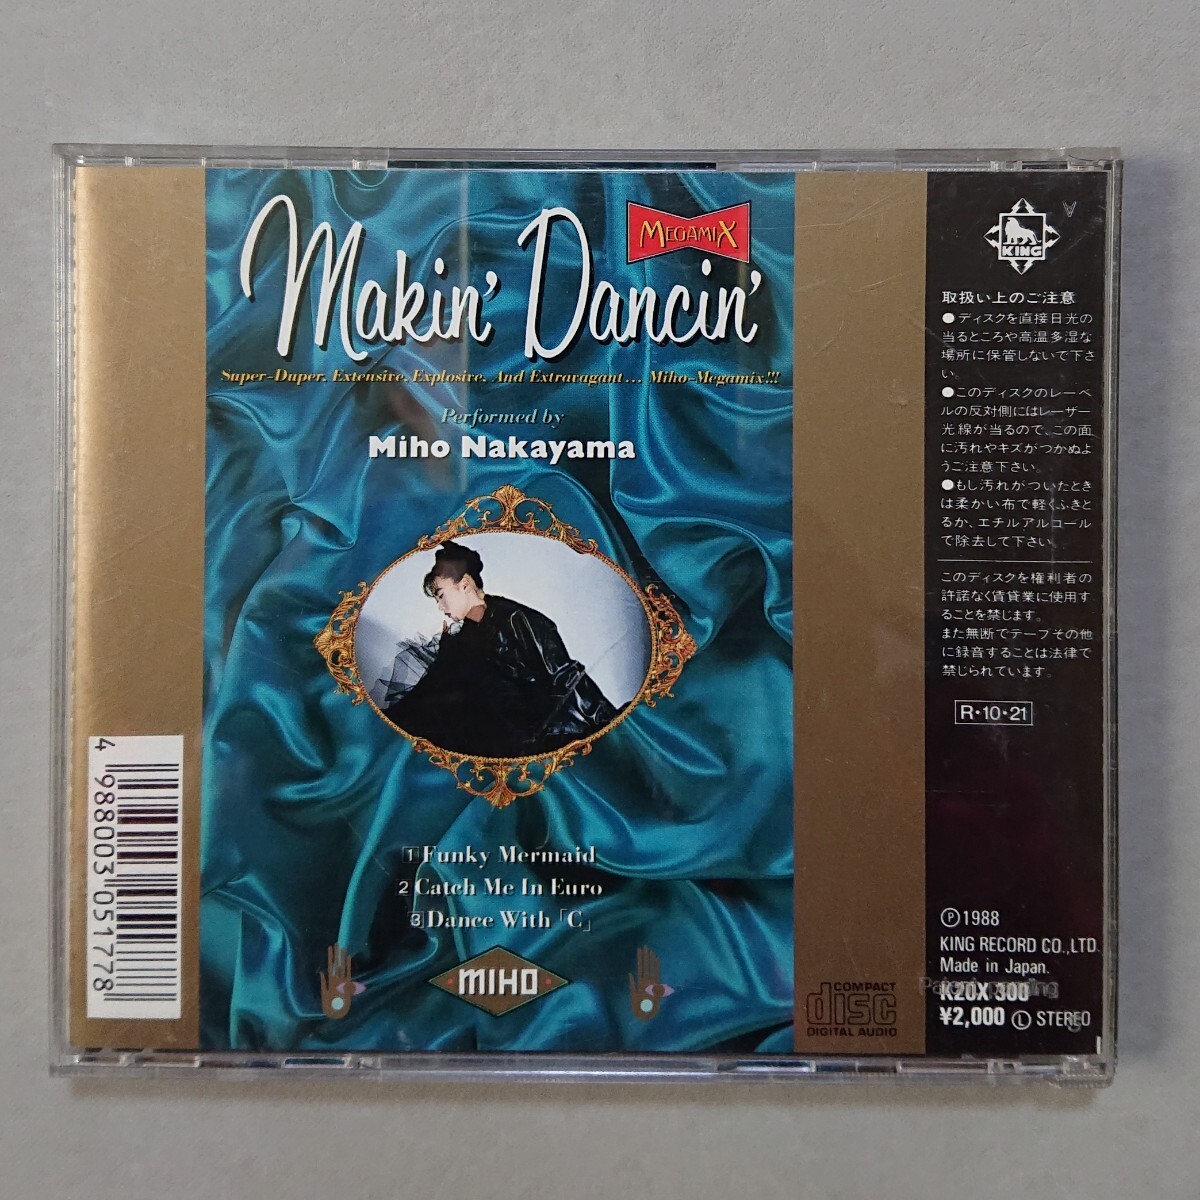 Makin' Dancin'
MEGAMIX
Super-Duper, Extensive, Explosive, And Extravagant... Miho-Megamix!!!
Performed by
Miho Nakayama
1 Funky Mermaid
2 Catch Me In Euro
3 Dance With「C」
MIHO
4 988003 051778
KING
取扱い上のご注意
●ディスクを直接日光の
当るところや高温多湿な
場所に保管しないで下さ
い。
●このディスクのレーベ
ルの反対側にはレーザー
光線が当るので、この面
に汚れやキズがつかぬよ
うご注意下さい。
●もし汚れがついたとき
は柔かい布で軽くふきと
るか、エチルアルコール
で除去して下さい。
このディスクを権利者の
許諾なく賃貸業に使用す
ることを禁じます。
また無断でテープその他
に録音することは法律で
禁じられています。
R・10・21
Ⓟ1988
KING RECORD CO.,LTD.
Made in Japan.
Patent pending
K20X 300
¥2,000 Ⓛ STEREO
COMPACT
disc
DIGITAL AUDIO